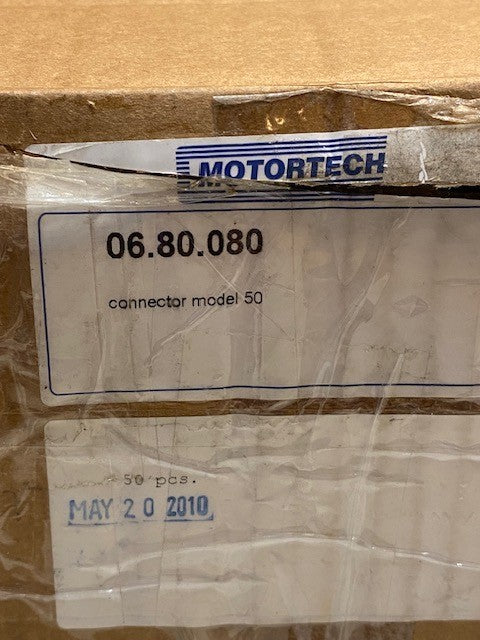 MOTORTECH
06.80.080
connector model 50
50 pcs.
MAY 20 2010